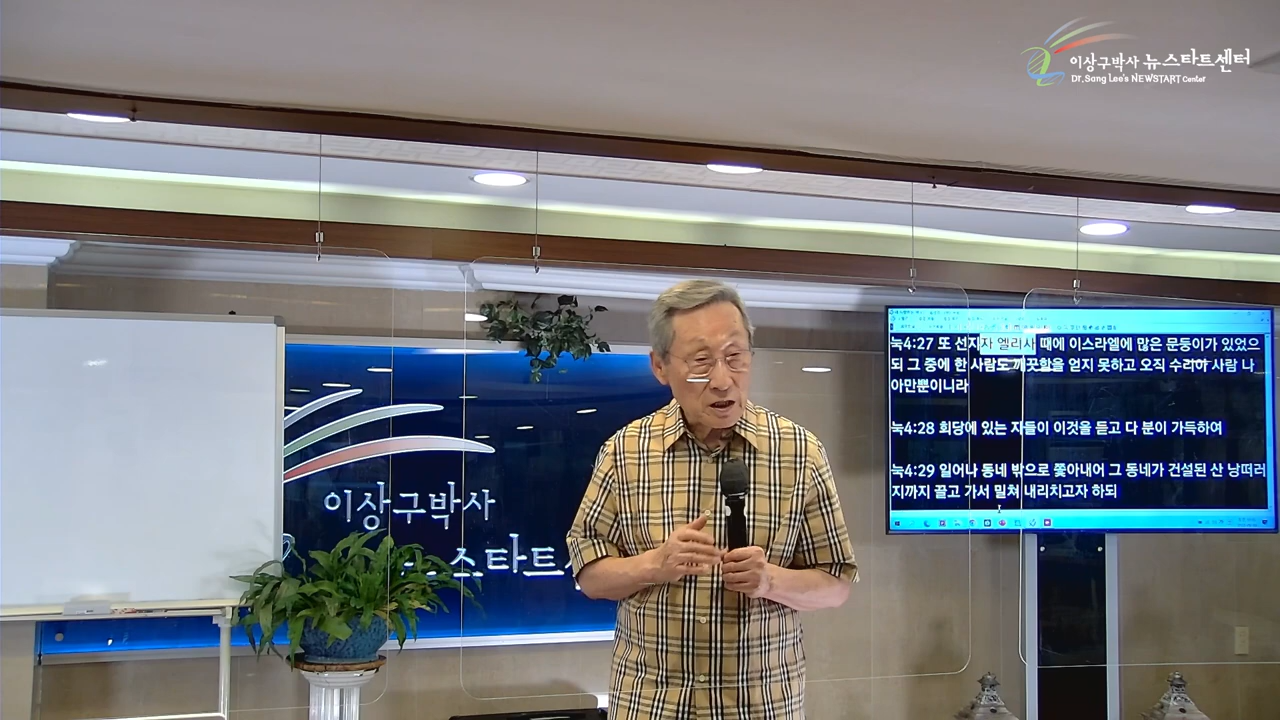 이상구박사 뉴스타트센터
Dr. Sang Lee's NEWSTART Center
눅4:27 또 선지자 엘리사 때에 이스라엘에 많은 문둥이가 있었으
되 그 중에 한 사람도 깨끗함을 얻지 못하고 오직 수리아 사람 나
아만뿐이니라
눅4:28 회당에 있는 자들이 이것을 듣고 다 분이 가득하여
눅4:29 일어나 동네 밖으로 쫓아내어 그 동네가 건설된 산 낭떠러
지까지 끌고 가서 밀쳐 내리치고자 하되
이상구박사
스타트